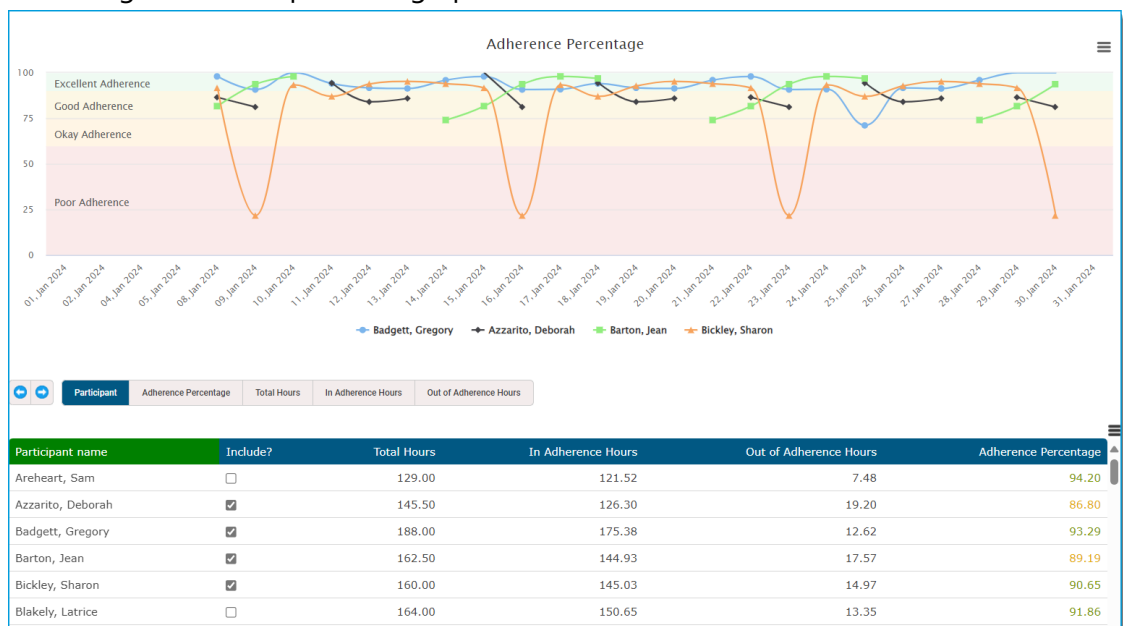 Adherence Percentage
100
Excellent Adherence
Good Adherence
75
Okay Adherence
50
Poor Adherence
25
0
01, Jan 2024
02, Jan 2024
04, Jan 2024
05, Jan 2024
08, Jan 2024
09, Jan 2024
10, Jan 2024
11, Jan 2024
12, Jan 2024
13, Jan 2024
14, Jan 2024
15, Jan 2024
16, Jan 2024
17, Jan 2024
18, Jan 2024
19, Jan 2024
20, Jan 2024
21, Jan 2024
22, Jan 2024
23, Jan 2024
24, Jan 2024
25, Jan 2024
26, Jan 2024
27, Jan 2024
28, Jan 2024
29, Jan 2024
30, Jan 2024
31, Jan 2024
Badgett, Gregory Azzarito, Deborah Barton, Jean Bickley, Sharon
Participant Adherence Percentage Total Hours In Adherence Hours Out of Adherence Hours
Participant name Include? Total Hours In Adherence Hours Out of Adherence Hours Adherence Percentage
Areheart, Sam 129.00 121.52 7.48 94.20
Azzarito, Deborah 145.50 126.30 19.20 86.80
Badgett, Gregory 188.00 175.38 12.62 93.29
Barton, Jean 162.50 144.93 17.57 89.19
Bickley, Sharon 160.00 145.03 14.97 90.65
Blakely, Latrice 164.00 150.65 13.35 91.86